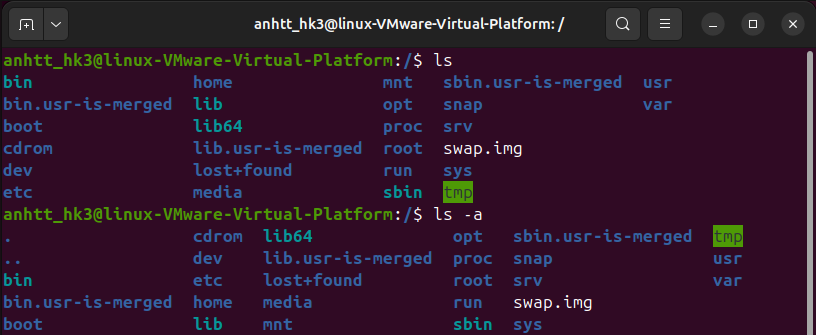 anhtt_hk3@linux-VMware-Virtual-Platform: /
anhtt_hk3@linux-VMware-Virtual-Platform:/$ ls
bin home mnt sbin.usr-is-merged usr
bin.usr-is-merged lib opt snap var
boot lib64 proc srv
cdrom lib.usr-is-merged root swap.img
dev lost+found run sys
etc media sbin tmp
anhtt_hk3@linux-VMware-Virtual-Platform:/$ ls -a
. cdrom lib64 opt sbin.usr-is-merged tmp
.. dev lib.usr-is-merged proc snap usr
bin etc lost+found root srv var
bin.usr-is-merged home media run swap.img
boot lib mnt sbin sys